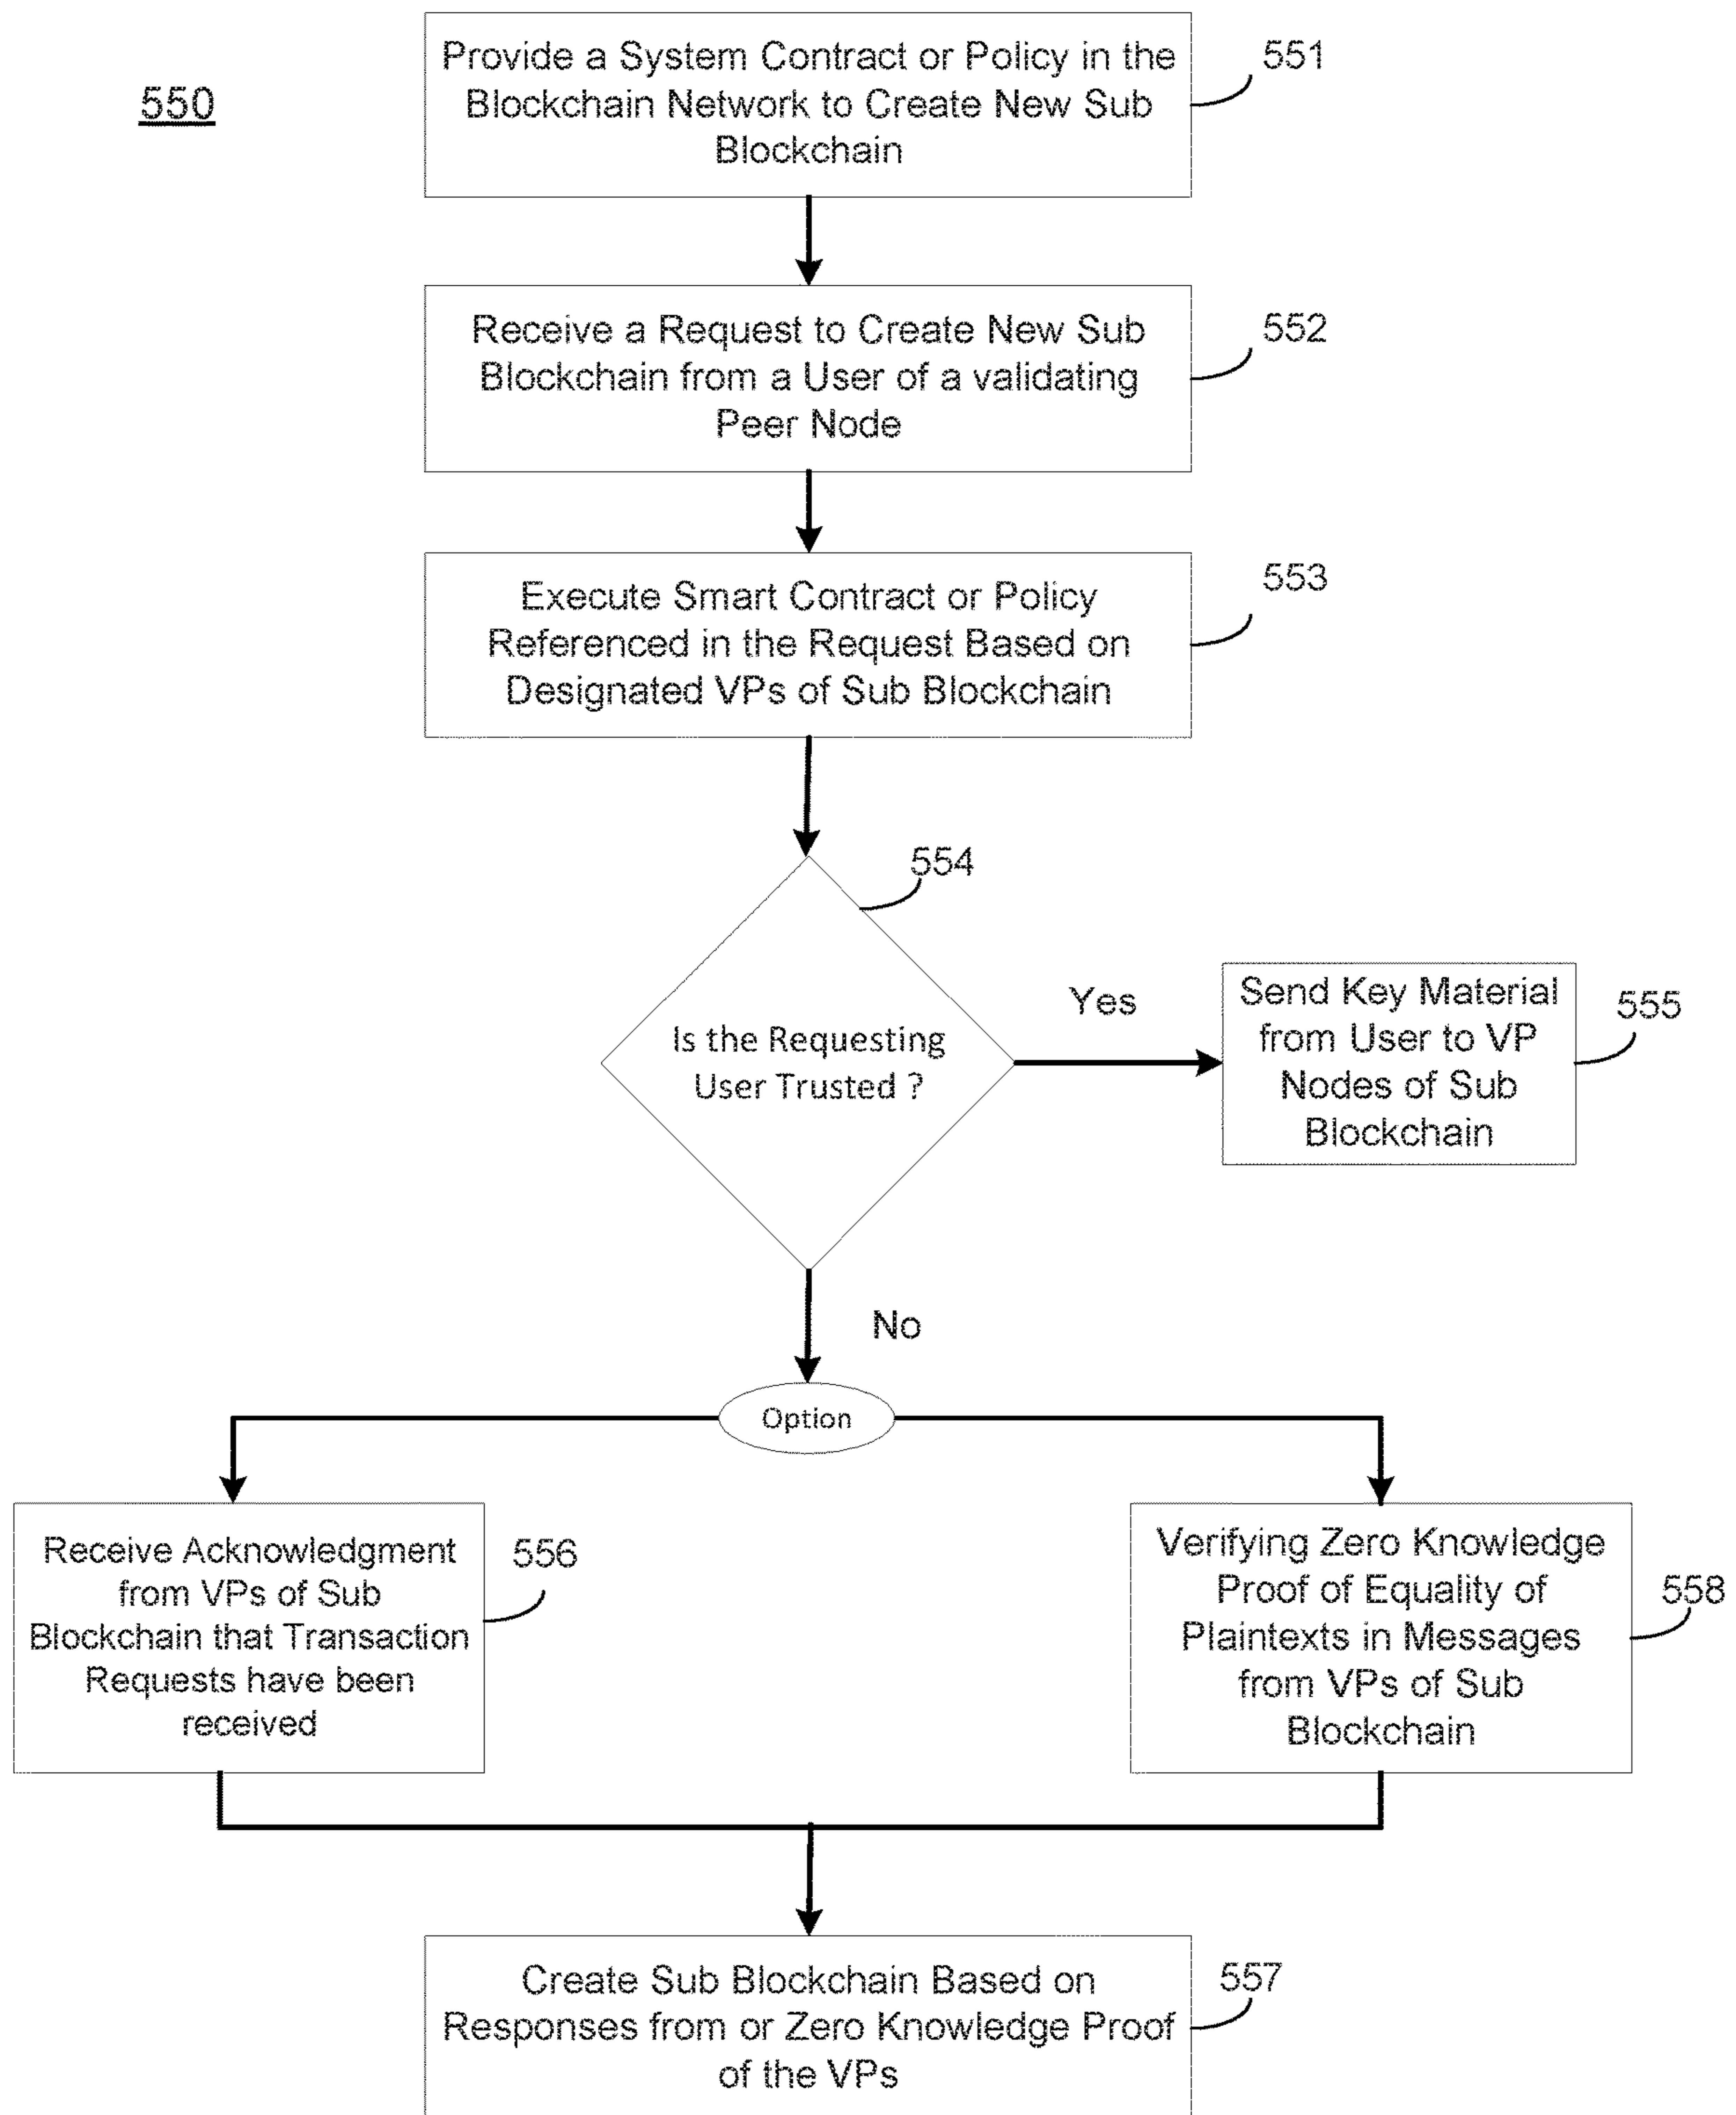 550
Provide a System Contract or Policy in the
Blockchain Network to Create New Sub
Blockchain
551
Receive a Request to Create New Sub
Blockchain from a User of a validating
Peer Node
552
Execute Smart Contract or Policy
Referenced in the Request Based on
Designated VPs of Sub Blockchain
553
554
Is the Requesting
User Trusted ?
Yes
Send Key Material
from User to VP
Nodes of Sub
Blockchain
555
No
Option
Receive Acknowledgment
from VPs of Sub
Blockchain that Transaction
Requests have been
received
556
Verifying Zero Knowledge
Proof of Equality of
Plaintexts in Messages
from VPs of Sub
Blockchain
558
Create Sub Blockchain Based on
Responses from or Zero Knowledge Proof
of the VPs
557